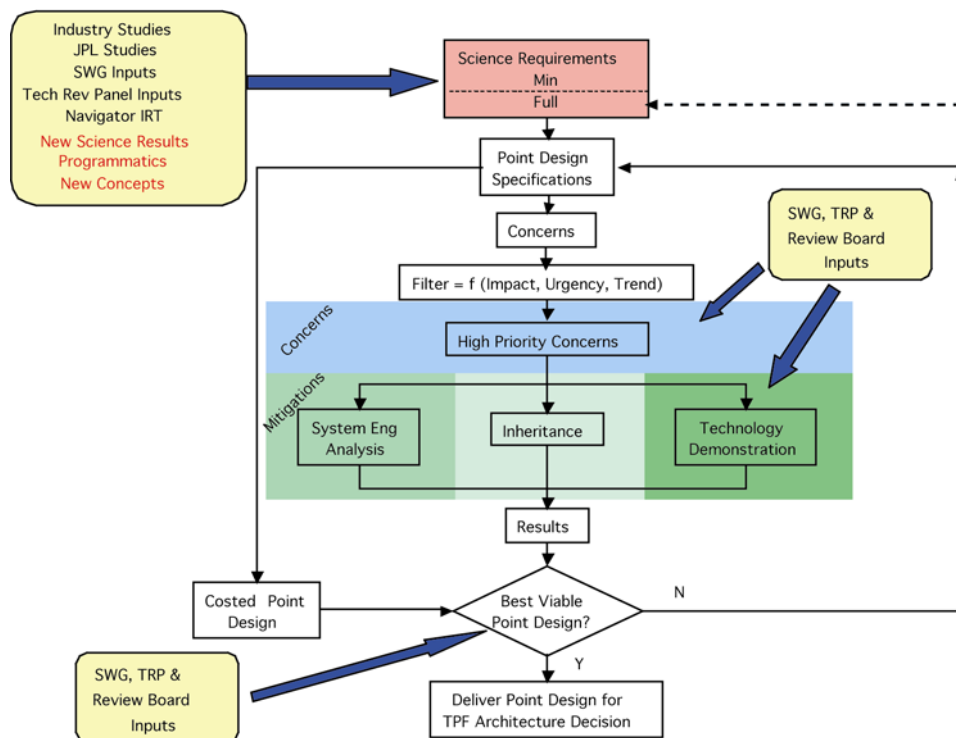 Industry Studies
JPL Studies
SWG Inputs
Tech Rev Panel Inputs
Navigator IRT
New Science Results
Programmatics
New Concepts
Science Requirements
Min
Full
Point Design
Specifications
SWG, TRP &
Review Board
Inputs
Concerns
Filter = f (Impact, Urgency, Trend)
Concerns
High Priority Concerns
Mitigations
System Eng
Analysis
Inheritance
Technology
Demonstration
Results
Costed Point
Design
Best Viable
Point Design?
N
Y
SWG, TRP &
Review Board
Inputs
Deliver Point Design for
TPF Architecture Decision